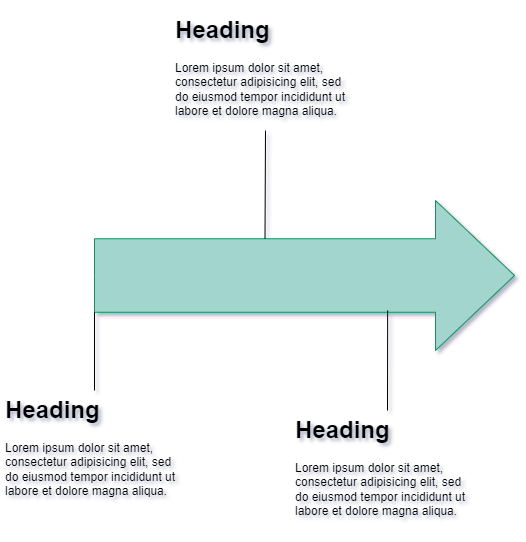 Heading
Lorem ipsum dolor sit amet,
consectetur adipisicing elit, sed
do eiusmod tempor incididunt ut
labore et dolore magna aliqua.
Heading
Lorem ipsum dolor sit amet,
consectetur adipisicing elit, sed
do eiusmod tempor incididunt ut
labore et dolore magna aliqua.
Heading
Lorem ipsum dolor sit amet,
consectetur adipisicing elit, sed
do eiusmod tempor incididunt ut
labore et dolore magna aliqua.